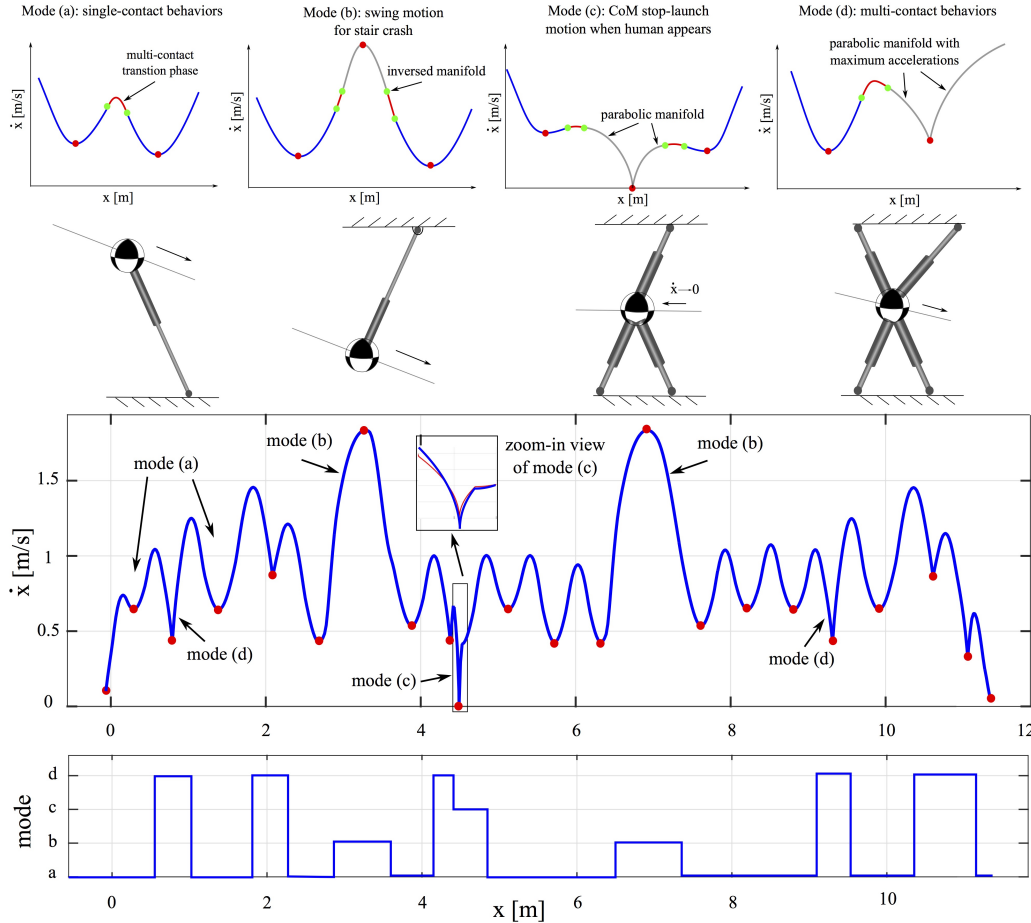 Mode (a): single-contact behaviors
Mode (b): swing motion
for stair crash
Mode (c): CoM stop-launch
motion when human appears
Mode (d): multi-contact behaviors
multi-contact
transtion phase
ẋ [m/s]
x [m]
inversed manifold
ẋ [m/s]
x [m]
parabolic manifold
ẋ [m/s]
x [m]
parabolic manifold with
maximum accelerations
ẋ [m/s]
x [m]
ẋ→0
mode (a)
mode (b)
zoom-in view
of mode (c)
mode (b)
mode (d)
mode (c)
mode (d)
ẋ [m/s]
1.5
1
0.5
0
0 2 4 6 8 10 12
mode
d
c
b
a
0 2 4 6 8 10
x [m]